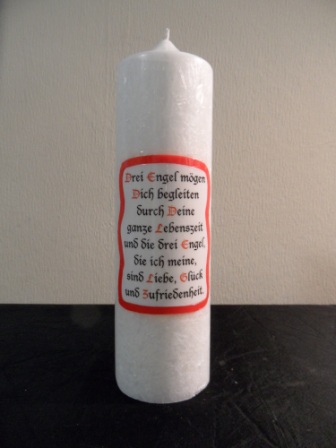 Drei Engel mögen
Dich begleiten
durch Deine
ganze Lebenszeit
und die drei Engel,
die ich meine,
sind Liebe, Glück
und Zufriedenheit.